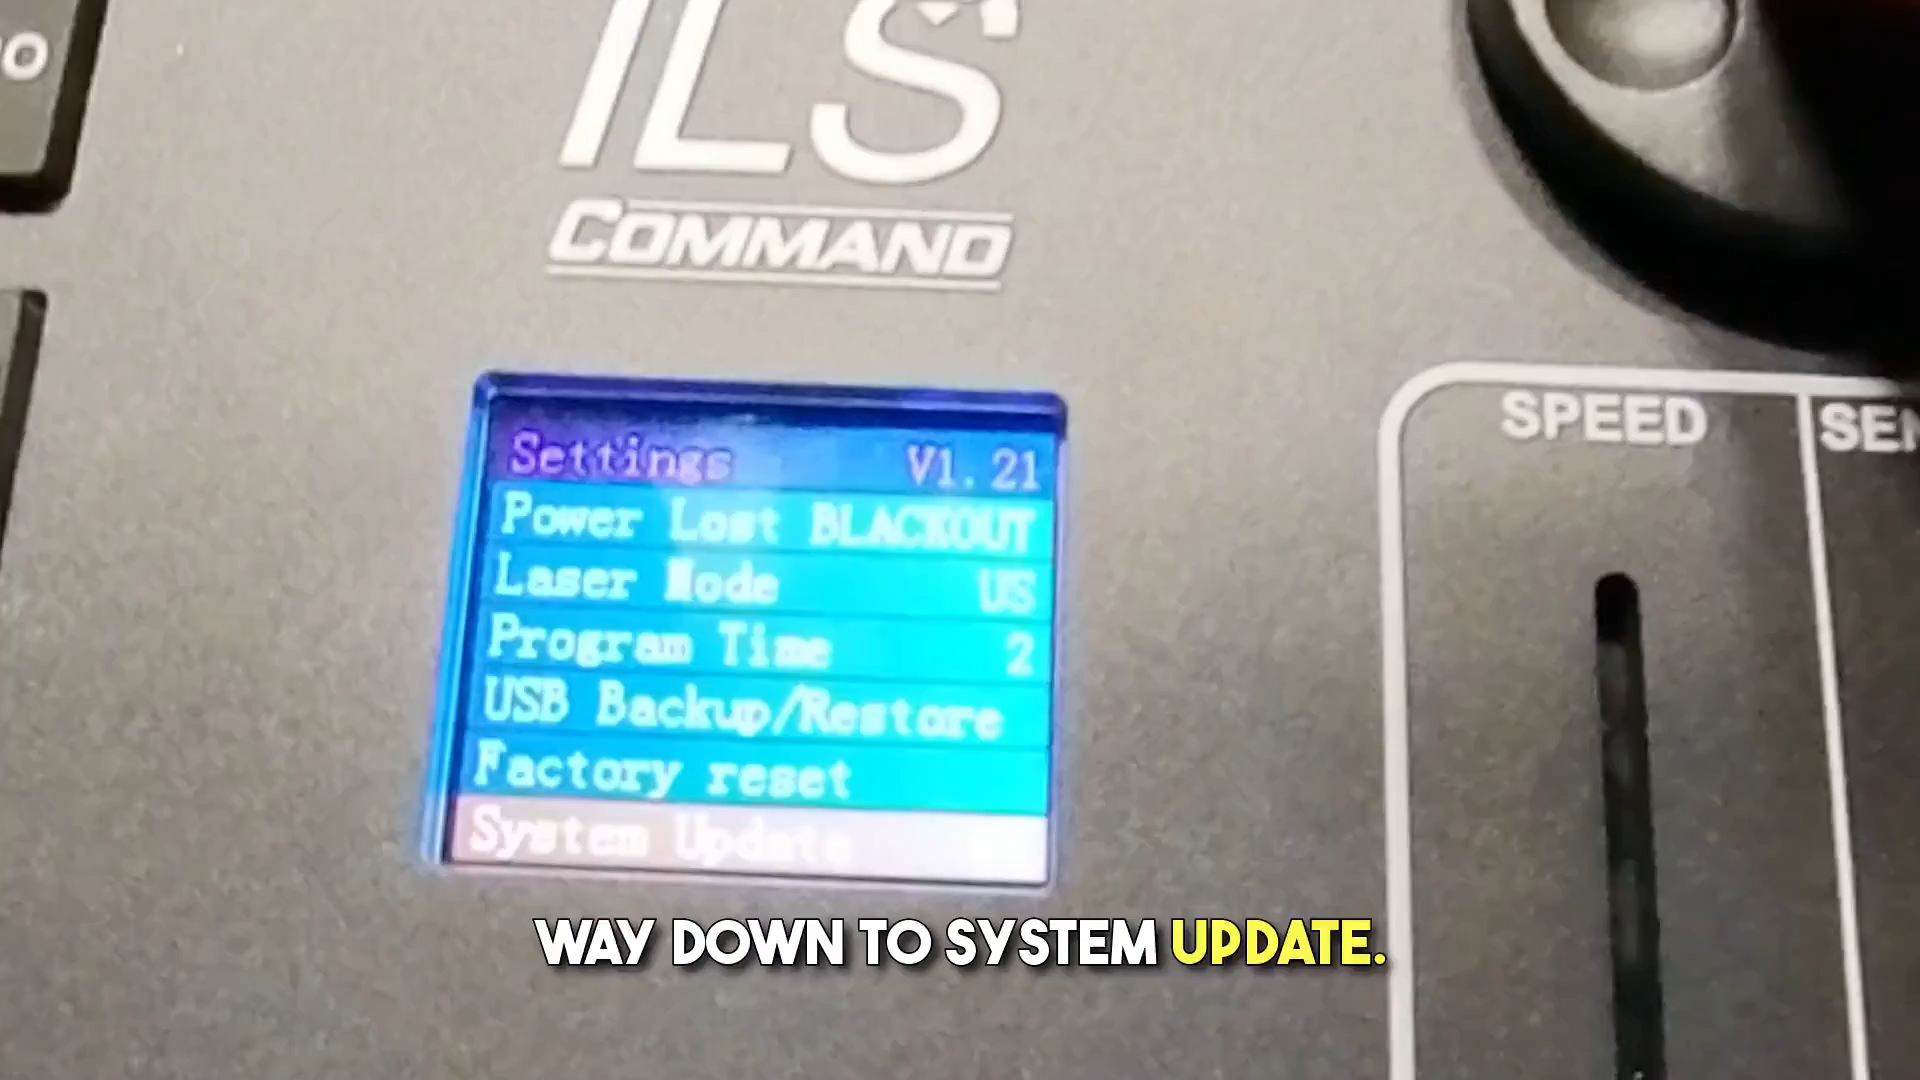 ILS
COMMAND
Settings V1.21
Power Lost BLACKOUT
Laser Mode US
Program Time 2
USB Backup/Restore
Factory reset
System Update
SPEED
WAY DOWN TO SYSTEM UPDATE.